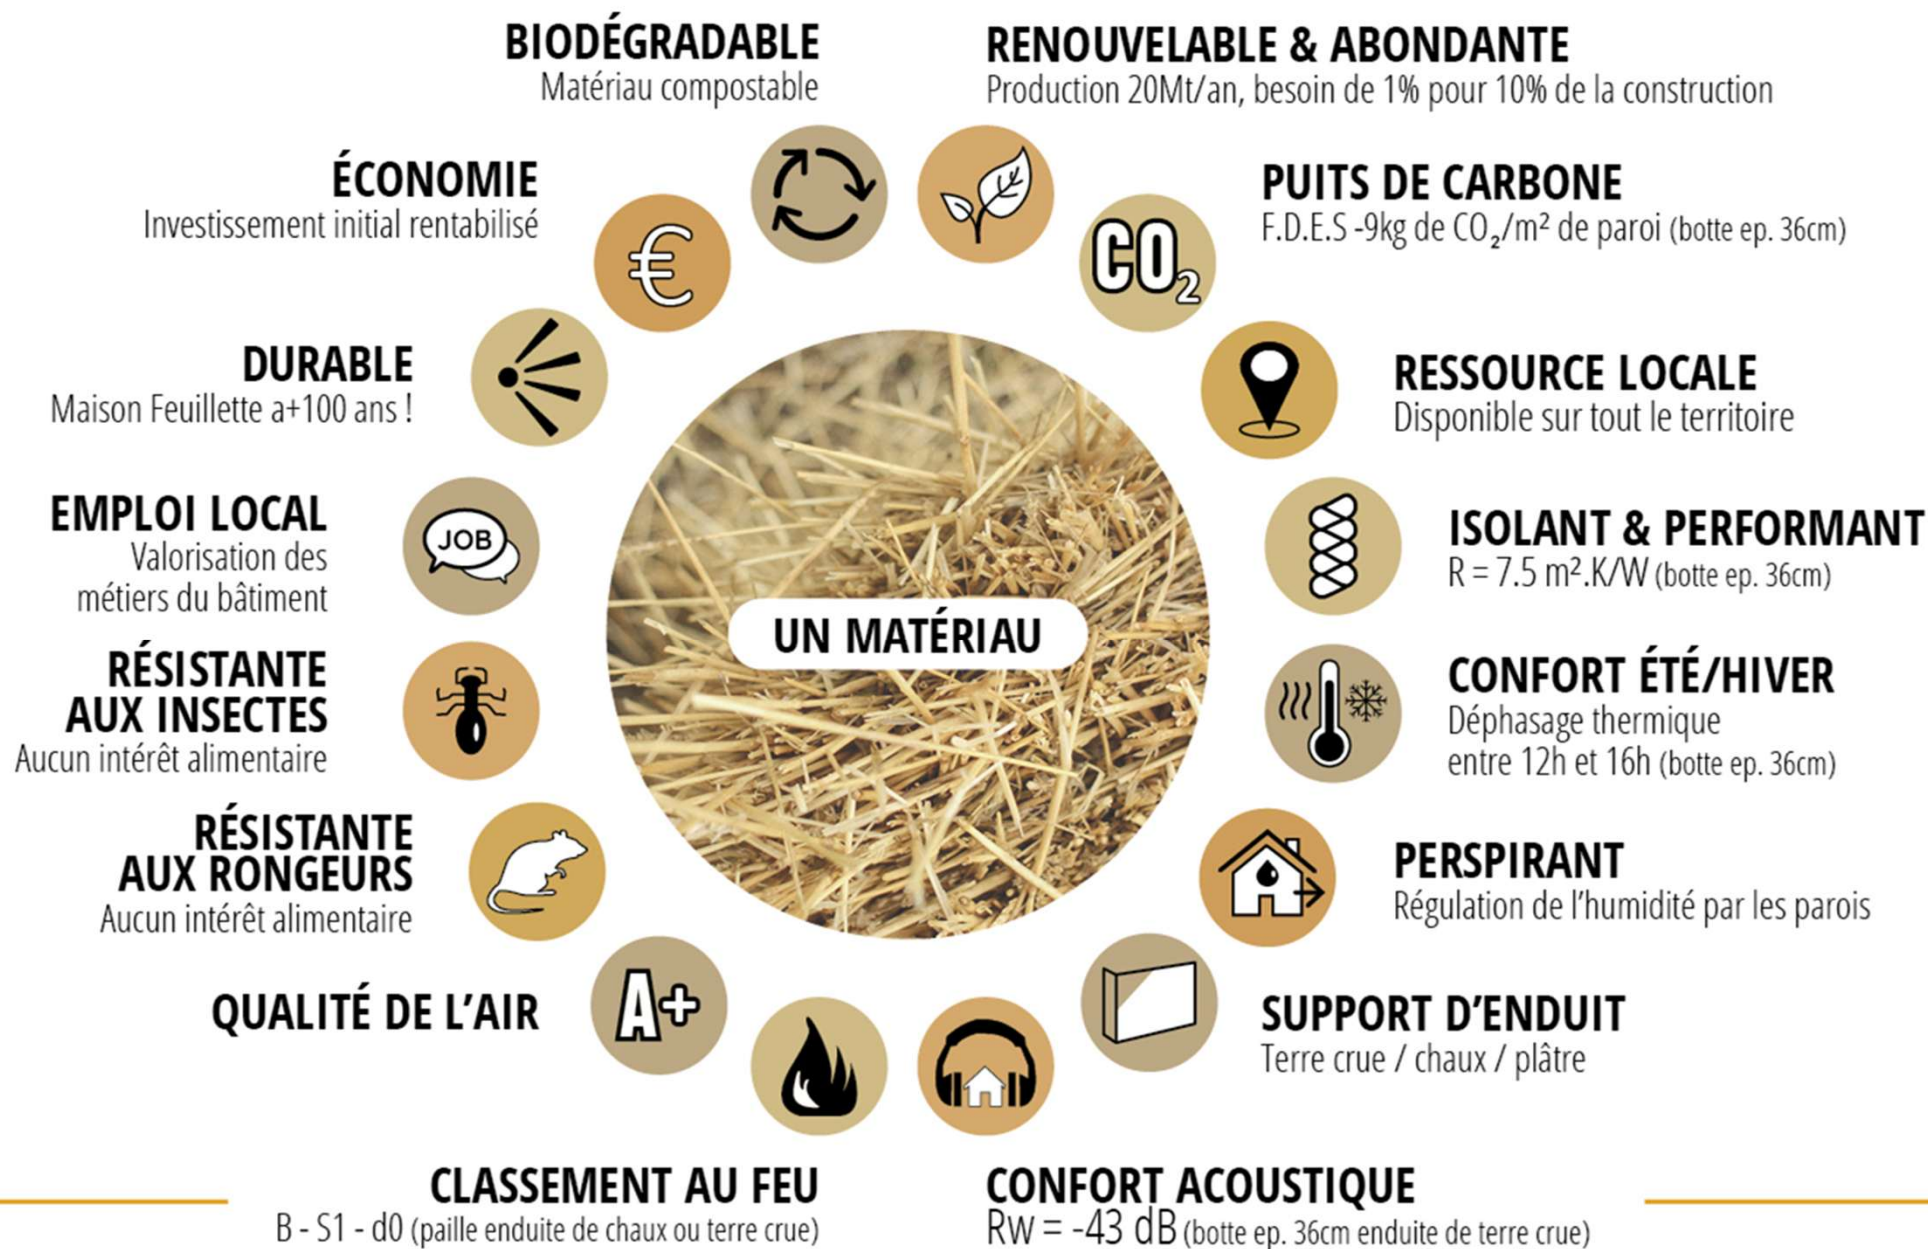 BIODÉGRADABLE
Matériau compostable
RENOUVELABLE & ABONDANTE
Production 20Mt/an, besoin de 1% pour 10% de la construction
PUITS DE CARBONE
F.D.E.S -9kg de CO₂/m² de paroi (botte ep. 36cm)
CO₂
RESSOURCE LOCALE
Disponible sur tout le territoire
ISOLANT & PERFORMANT
R = 7.5 m².K/W (botte ep. 36cm)
CONFORT ÉTÉ/HIVER
Déphasage thermique
entre 12h et 16h (botte ep. 36cm)
PERSPIRANT
Régulation de l'humidité par les parois
SUPPORT D'ENDUIT
Terre crue / chaux / plâtre
CONFORT ACOUSTIQUE
Rw = -43 dB (botte ep. 36cm enduite de terre crue)
CLASSEMENT AU FEU
B - S1 - d0 (paille enduite de chaux ou terre crue)
QUALITÉ DE L'AIR
A+
RÉSISTANTE
AUX RONGEURS
Aucun intérêt alimentaire
RÉSISTANTE
AUX INSECTES
Aucun intérêt alimentaire
EMPLOI LOCAL
Valorisation des
métiers du bâtiment
JOB
DURABLE
Maison Feuillette a+100 ans !
ÉCONOMIE
Investissement initial rentabilisé
€
UN MATÉRIAU